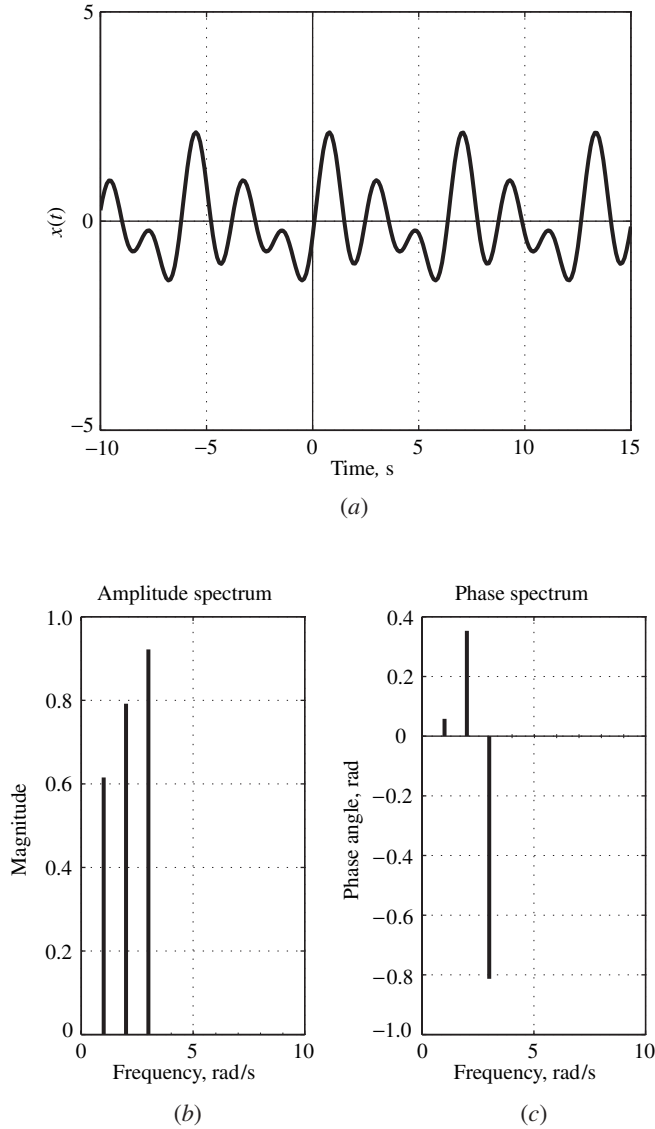 5
x(t)
0
−5
−10 −5 0 5 10 15
Time, s
(a)
Amplitude spectrum
1.0
0.8
0.6
Magnitude
0.4
0.2
0
0 5 10
Frequency, rad/s
(b)
Phase spectrum
0.4
0.2
0
−0.2
Phase angle, rad
−0.4
−0.6
−0.8
−1.0
0 5 10
Frequency, rad/s
(c)